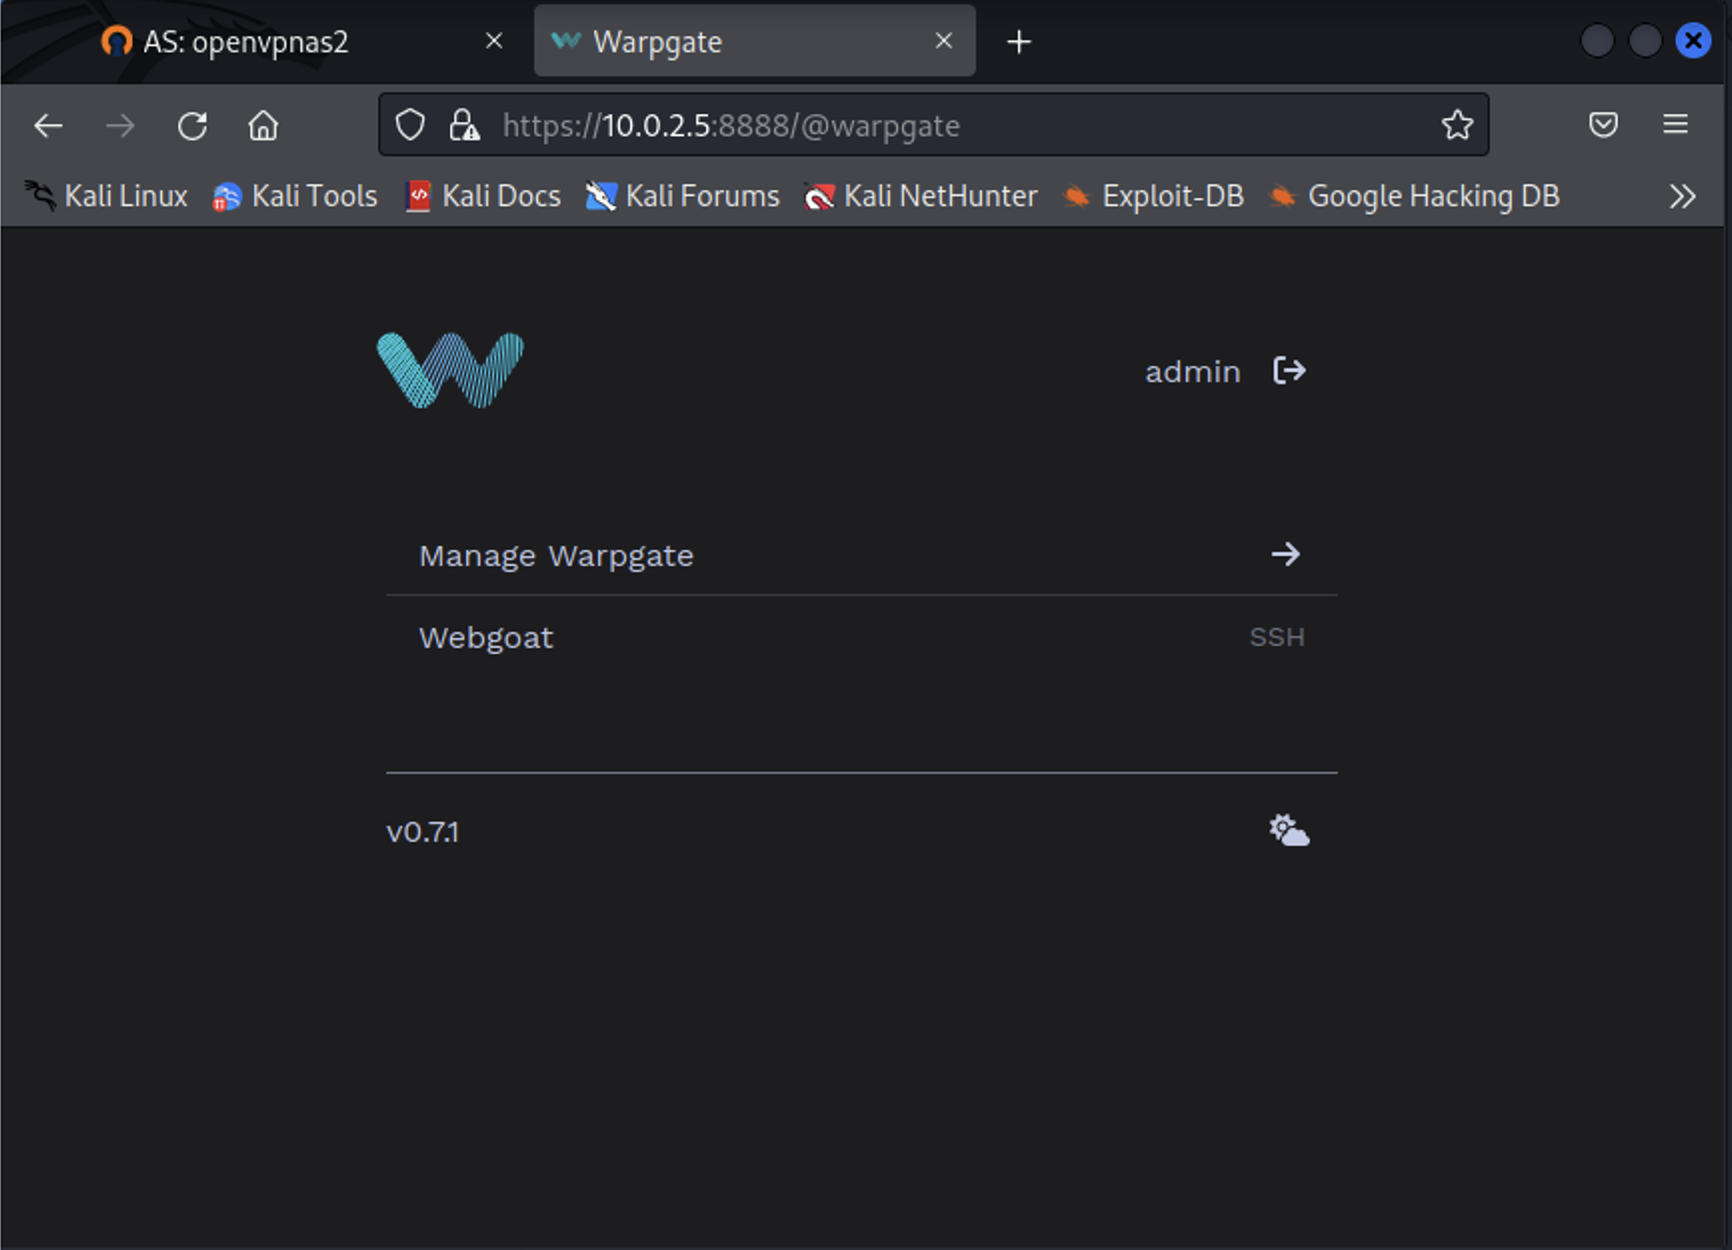 AS: openvpnas2
Warpgate
https://10.0.2.5:8888/@warpgate
Kali Linux Kali Tools Kali Docs Kali Forums Kali NetHunter Exploit-DB Google Hacking DB
admin
Manage Warpgate
Webgoat SSH
v0.7.1